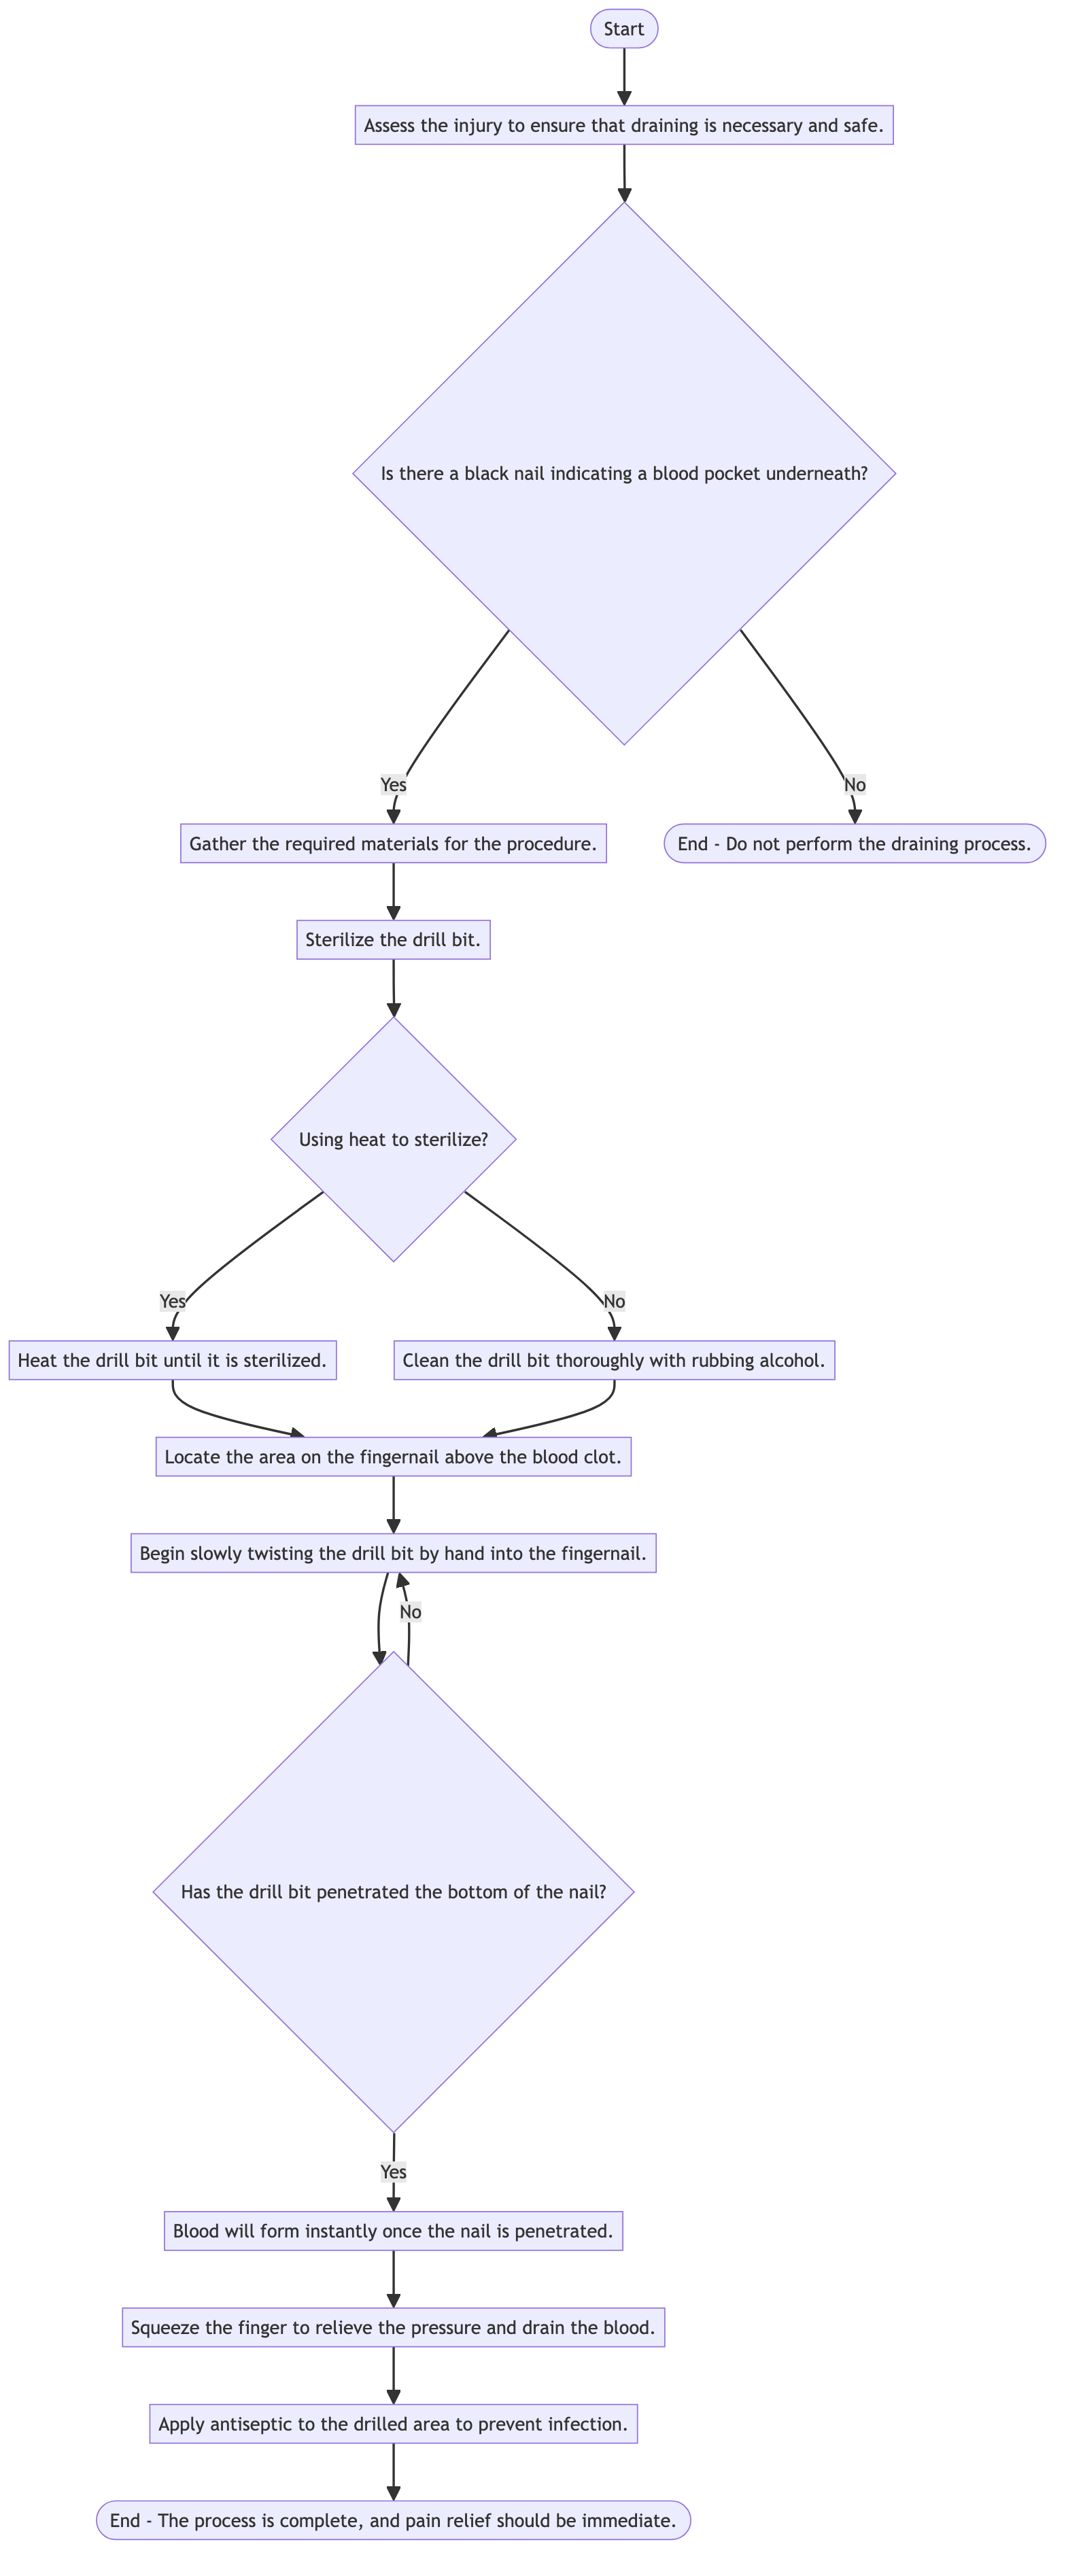 Start
Assess the injury to ensure that draining is necessary and safe.
Is there a black nail indicating a blood pocket underneath?
Yes
No
Gather the required materials for the procedure.
End - Do not perform the draining process.
Sterilize the drill bit.
Using heat to sterilize?
Yes
No
Heat the drill bit until it is sterilized.
Clean the drill bit thoroughly with rubbing alcohol.
Locate the area on the fingernail above the blood clot.
Begin slowly twisting the drill bit by hand into the fingernail.
No
Has the drill bit penetrated the bottom of the nail?
Yes
Blood will form instantly once the nail is penetrated.
Squeeze the finger to relieve the pressure and drain the blood.
Apply antiseptic to the drilled area to prevent infection.
End - The process is complete, and pain relief should be immediate.